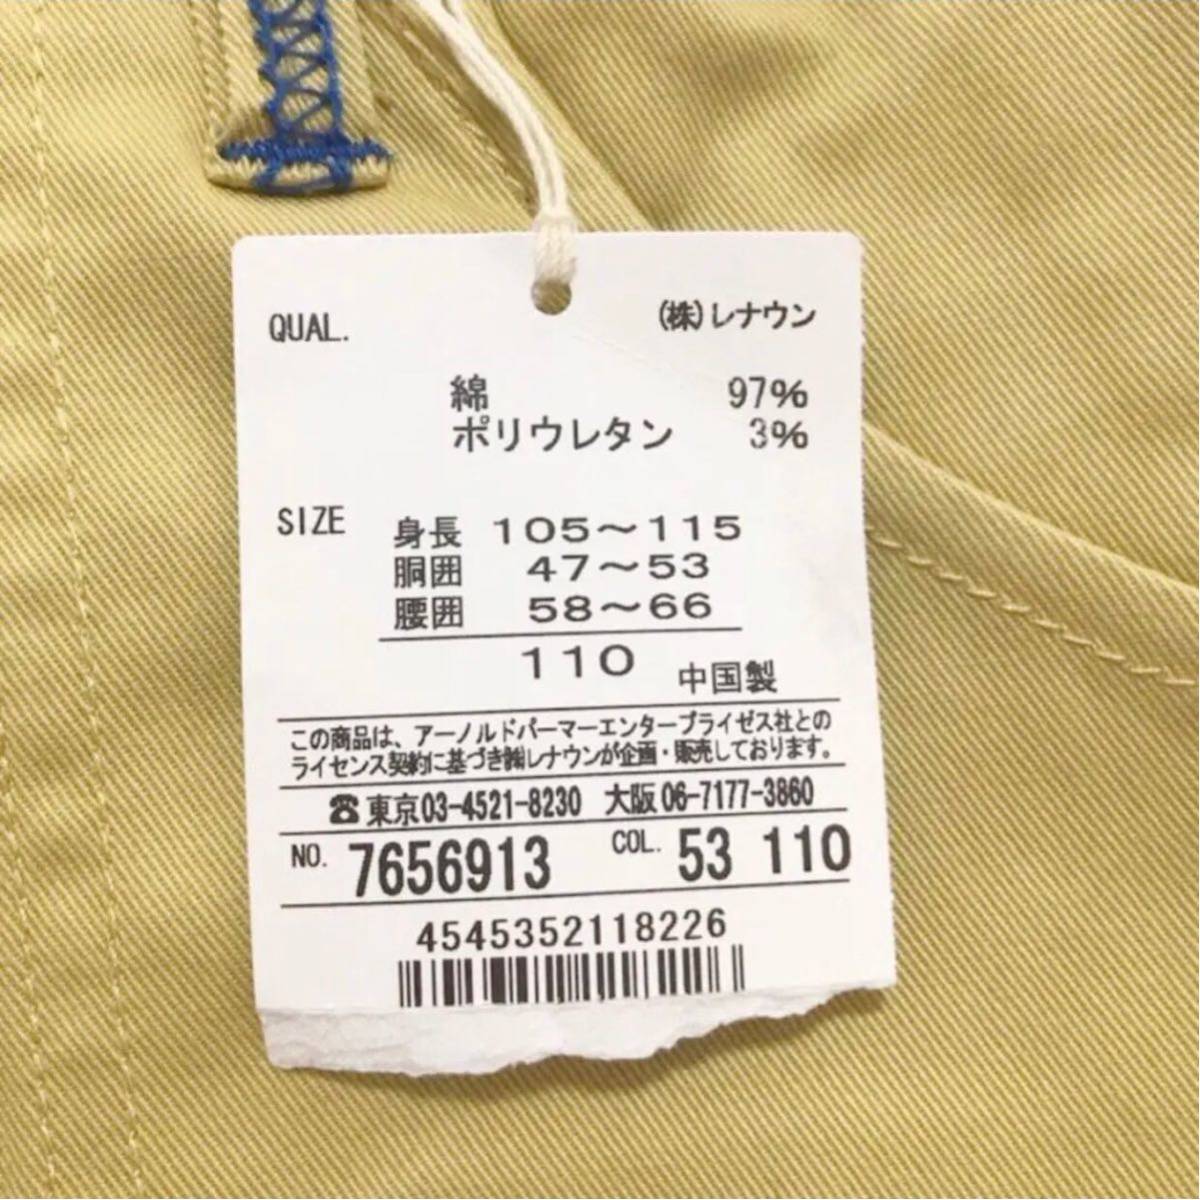 QUAL.
(株)レナウン
綿 97%
ポリウレタン 3%
SIZE
身長 105～115
胴囲 47～53
腰囲 58～66
110
中国製
この商品は、アーノルドパーマーエンタープライゼス社との
ライセンス契約に基づき㈱レナウンが企画・販売しております。
☎東京03-4521-8230 大阪06-7177-3860
NO. 7656913 COL. 53 110
4545352118226